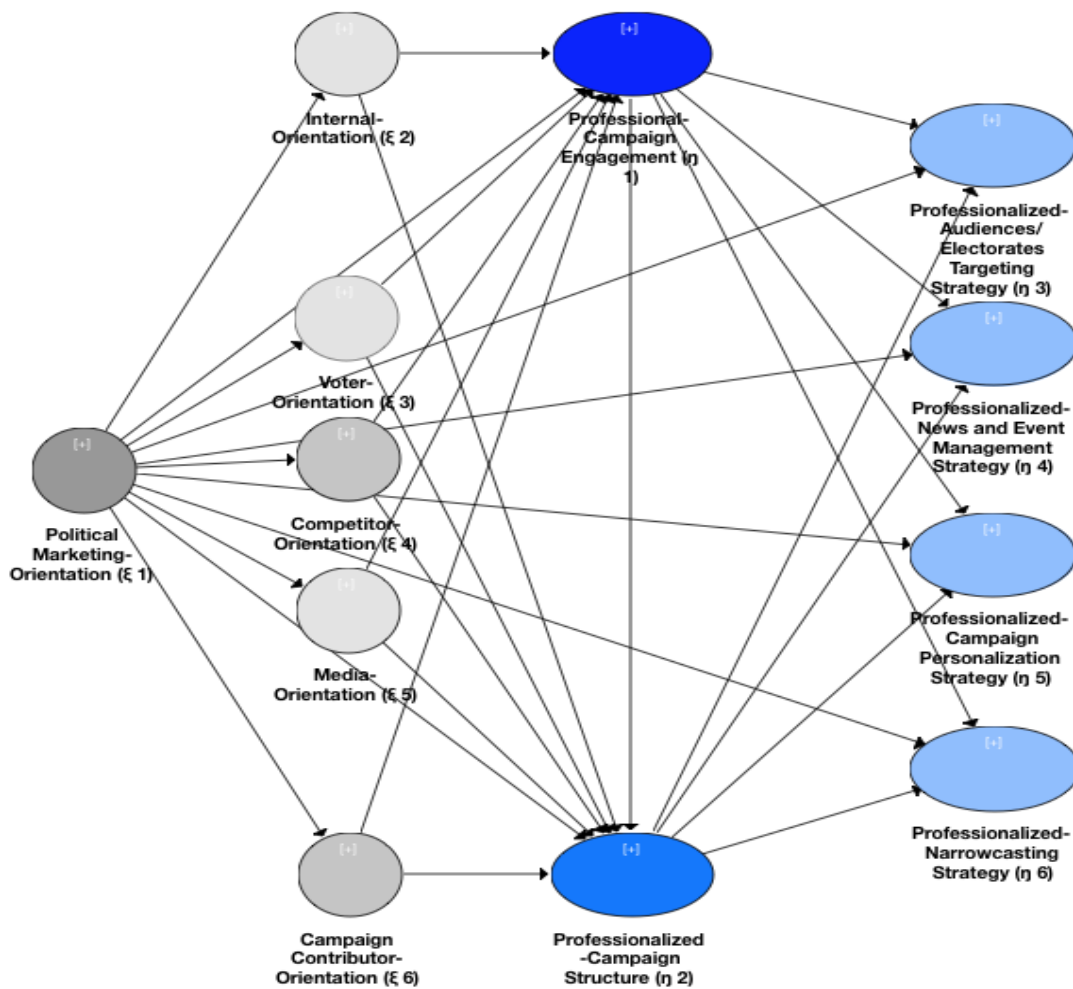 [+]
Internal-
Orientation (ξ 2)
[+]
Professional-
Campaign
Engagement (ŋ
1)
[+]
Professionalized-
Audiences/
Electorates
Targeting
Strategy (ŋ 3)
[+]
Voter-
Orientation (ξ 3)
[+]
Professionalized-
News and Event
Management
Strategy (ŋ 4)
[+]
Political
Marketing-
Orientation (ξ 1)
[+]
Competitor-
Orientation (ξ 4)
[+]
Professionalized-
Campaign
Personalization
Strategy (ŋ 5)
[+]
Media-
Orientation (ξ 5)
[+]
Professionalized-
Narrowcasting
Strategy (ŋ 6)
[+]
Campaign
Contributor-
Orientation (ξ 6)
[+]
Professionalized
-Campaign
Structure (ŋ 2)